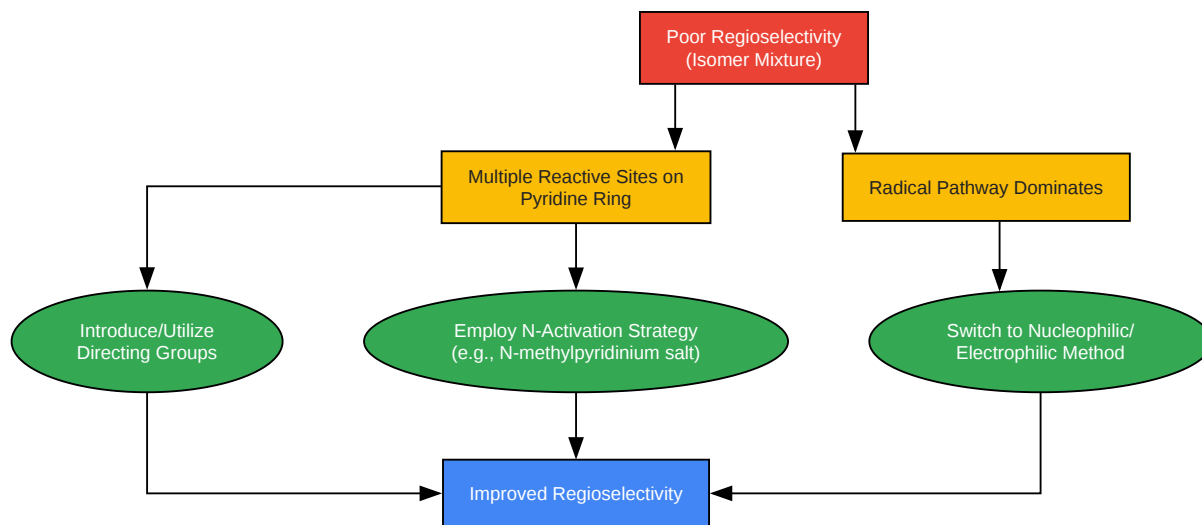 Poor Regioselectivity
(Isomer Mixture)
Multiple Reactive Sites on
Pyridine Ring
Radical Pathway Dominates
Introduce/Utilize
Directing Groups
Employ N-Activation Strategy
(e.g., N-methylpyridinium salt)
Switch to Nucleophilic/
Electrophilic Method
Improved Regioselectivity